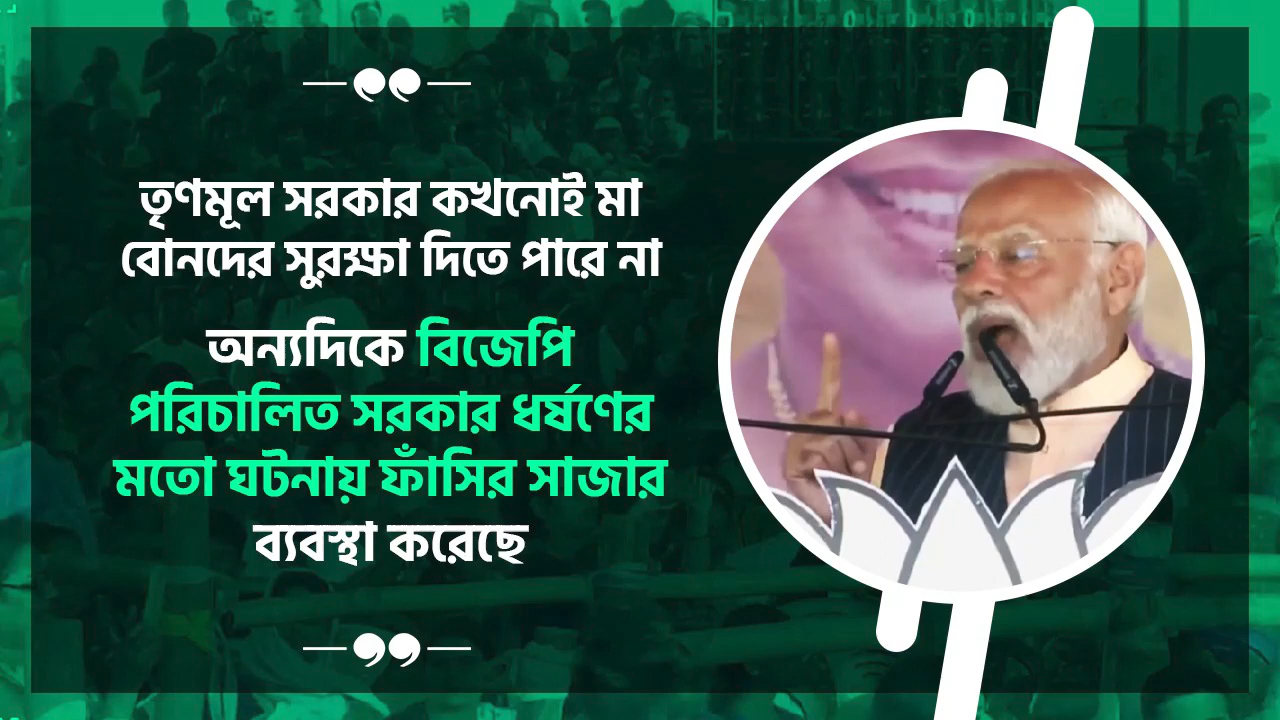 তৃণমূল সরকার কখনোই মা
বোনদের সুরক্ষা দিতে পারে না
অন্যদিকে বিজেপি
পরিচালিত সরকার ধর্ষণের
মতো ঘটনায় ফাঁসির সাজার
ব্যবস্থা করেছে